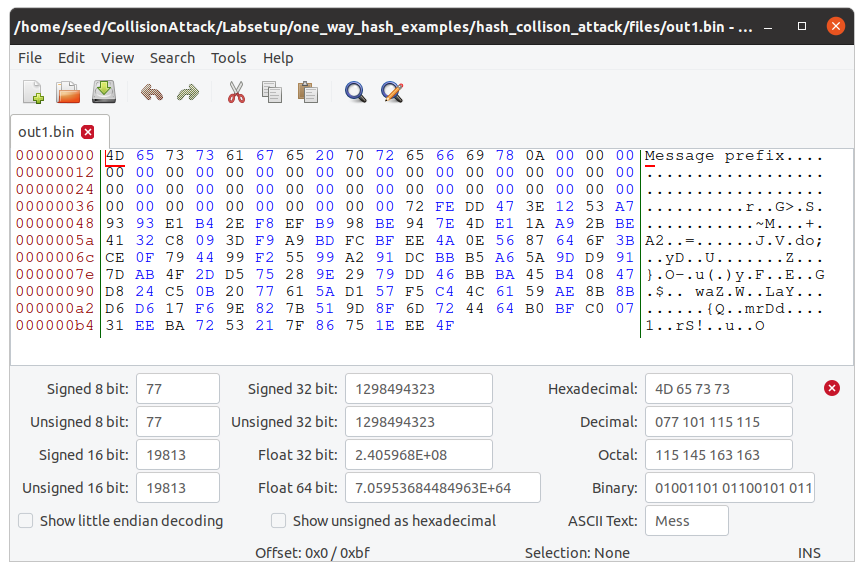 /home/seed/CollisionAttack/Labsetup/one_way_hash_examples/hash_collison_attack/files/out1.bin - ...
File Edit View Search Tools Help
out1.bin
00000000 4D 65 73 73 61 67 65 20 70 72 65 66 69 78 0A 00 00 00 Message prefix....
00000012 00 00 00 00 00 00 00 00 00 00 00 00 00 00 00 00 00 00 ..................
00000024 00 00 00 00 00 00 00 00 00 00 00 00 00 00 00 00 00 00 ..................
00000036 00 00 00 00 00 00 00 00 00 00 72 FE DD 47 3E 12 53 A7 ..........r..G>.S.
00000048 93 93 E1 B4 2E F8 EF B9 98 BE 94 7E 4D E1 1A A9 2B BE ...........~M...+.
0000005a 41 32 C8 09 3D F9 A9 BD FC BF EE 4A 0E 56 87 64 6F 3B A2..=......J.V.do;
0000006c CE 0F 79 44 99 F2 55 99 A2 91 DC BB B5 A6 5A 9D D9 91 ..yD..U.......Z...
0000007e 7D AB 4F 2D D5 75 28 9E 29 79 DD 46 BB BA 45 B4 08 47 }.O-.u(.)y.F..E..G
00000090 D8 24 C5 0B 20 77 61 5A D1 57 F5 C4 4C 61 59 AE 8B 8B .$.. waZ.W..LaY...
000000a2 D6 D6 17 F6 9E 82 7B 51 9D 8F 6D 72 44 64 B0 BF C0 07 ......{Q..mrDd....
000000b4 31 EE BA 72 53 21 7F 86 75 1E EE 4F 1..rS!..u..O
Signed 8 bit: 77 Signed 32 bit: 1298494323 Hexadecimal: 4D 65 73 73
Unsigned 8 bit: 77 Unsigned 32 bit: 1298494323 Decimal: 077 101 115 115
Signed 16 bit: 19813 Float 32 bit: 2.405968E+08 Octal: 115 145 163 163
Unsigned 16 bit: 19813 Float 64 bit: 7.05953684484963E+64 Binary: 01001101 01100101 011
Show little endian decoding Show unsigned as hexadecimal ASCII Text: Mess
Offset: 0x0 / 0xbf Selection: None INS